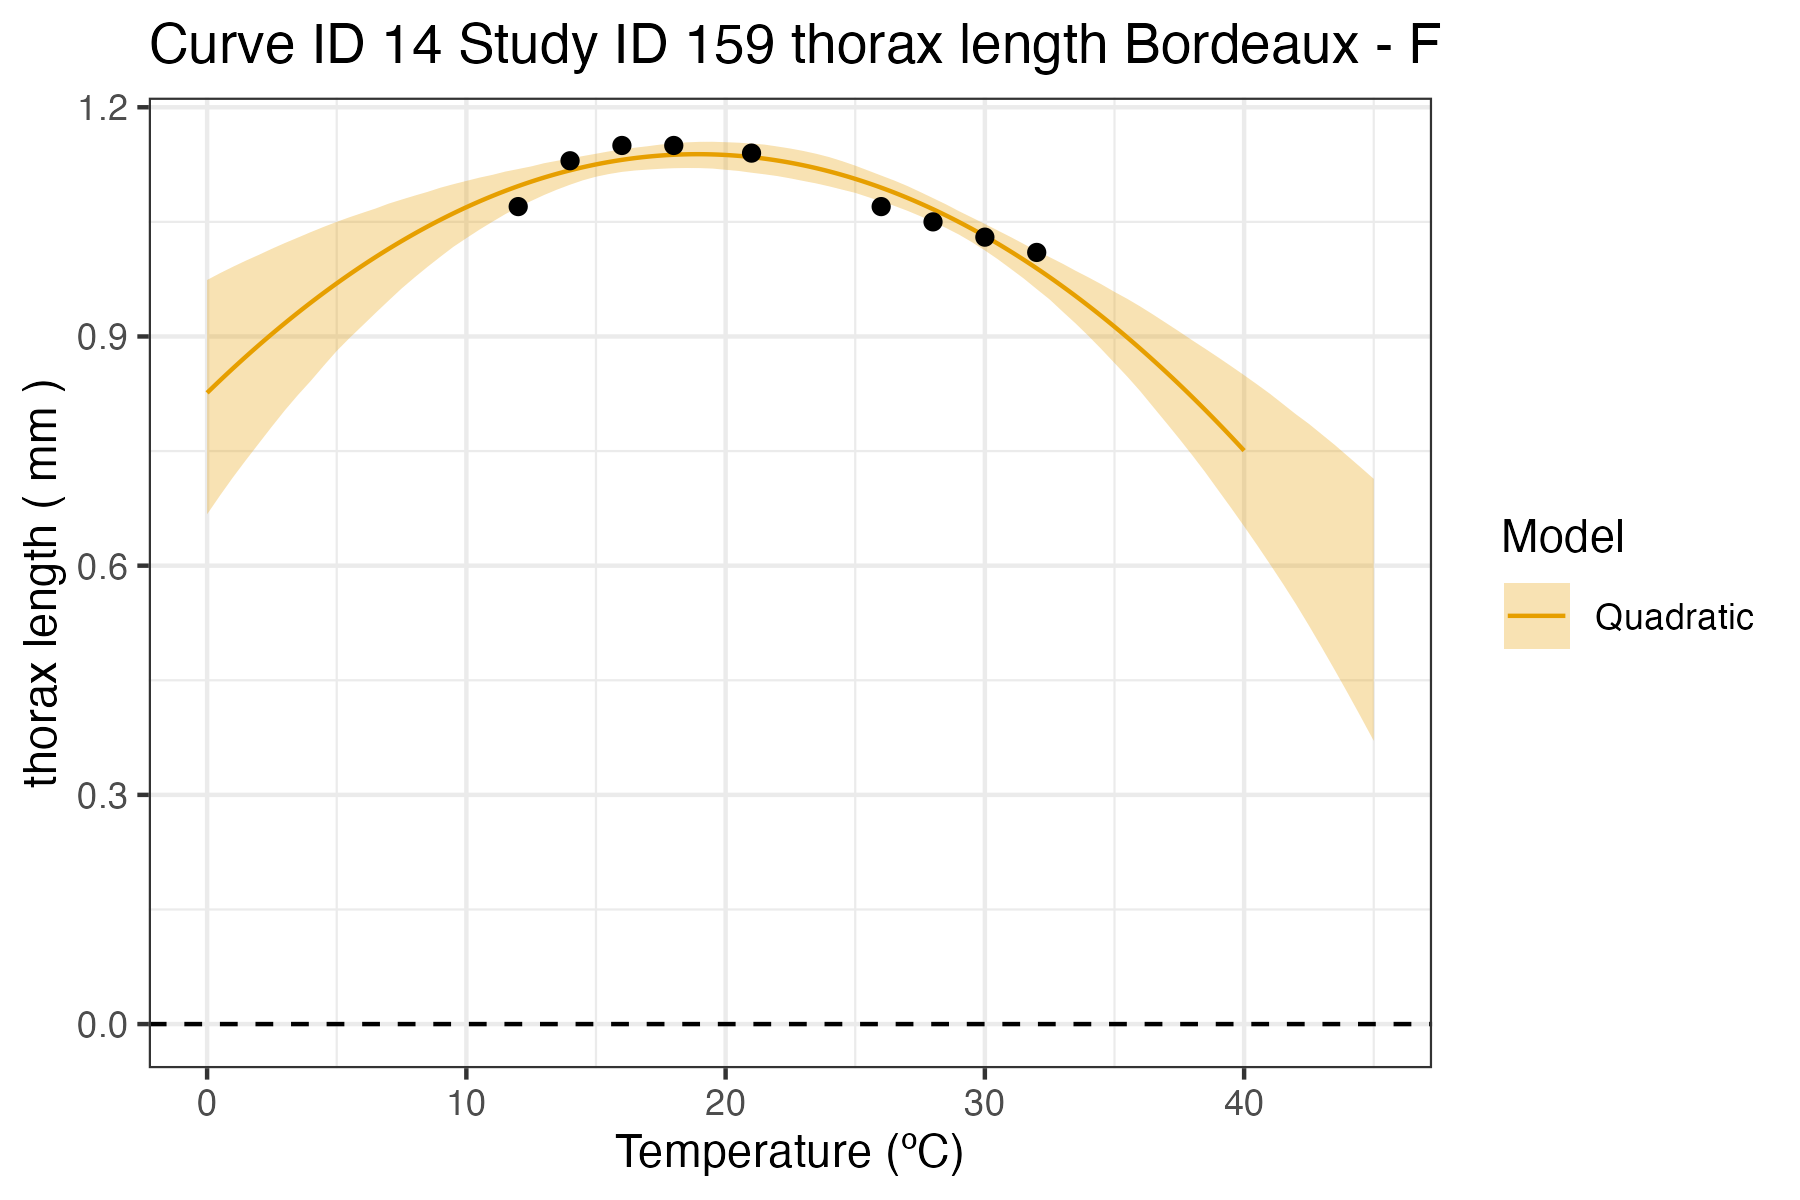 Curve ID 14 Study ID 159 thorax length Bordeaux - F
thorax length ( mm )
1.2
0.9
0.6
0.3
0.0
0 10 20 30 40
Temperature (ºC)
Model
Quadratic